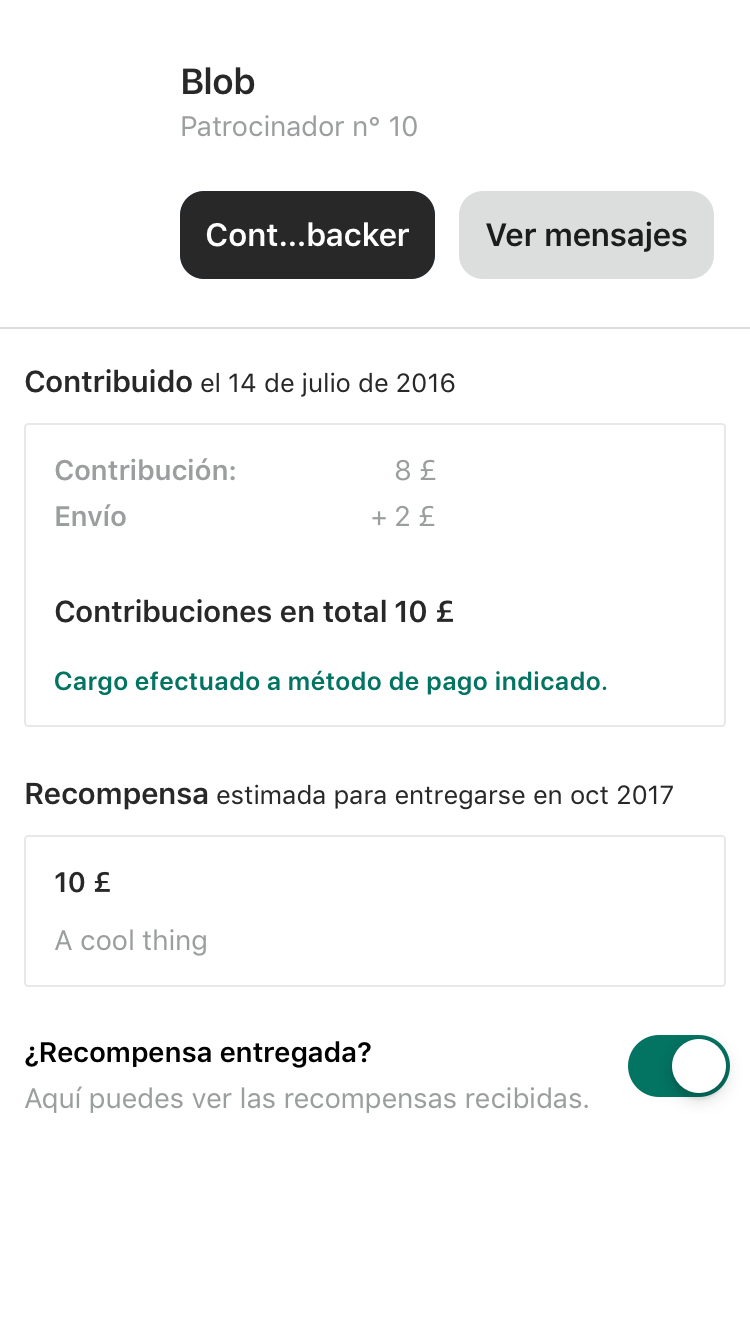 Blob
Patrocinador n° 10
Cont...backer
Ver mensajes
Contribuido el 14 de julio de 2016
Contribución: 8 £
Envío + 2 £
Contribuciones en total 10 £
Cargo efectuado a método de pago indicado.
Recompensa estimada para entregarse en oct 2017
10 £
A cool thing
¿Recompensa entregada?
Aquí puedes ver las recompensas recibidas.